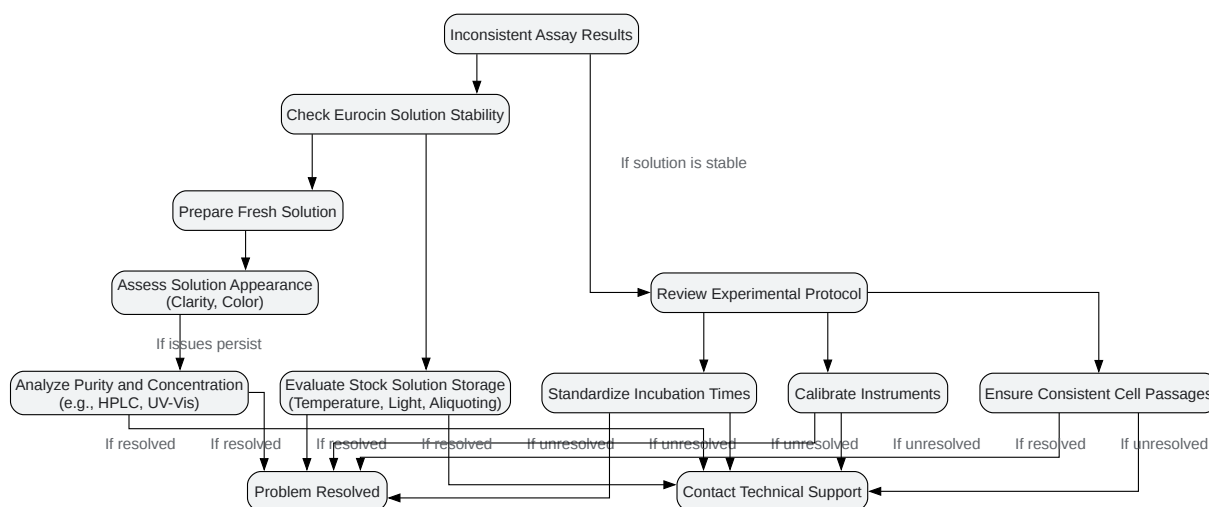 Inconsistent Assay Results
Check Eurocin Solution Stability
If solution is stable
Prepare Fresh Solution
Assess Solution Appearance
(Clarity, Color)
Review Experimental Protocol
If issues persist
Analyze Purity and Concentration
(e.g., HPLC, UV-Vis)
Evaluate Stock Solution Storage
(Temperature, Light, Aliquoting)
Standardize Incubation Times
Calibrate Instruments
Ensure Consistent Cell Passages
If resolved
If resolved
If resolved
If resolved
If unresolved
If unresolved
If unresolved
If unresolved
If resolved
If unresolved
Problem Resolved
Contact Technical Support